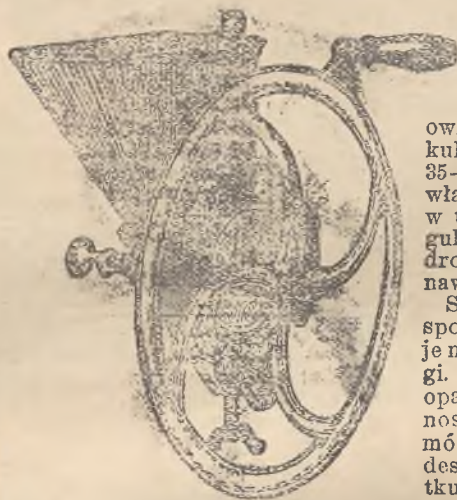 ow
kul
35-
wła
w t
gul
dro
naw
S
spo
je n
gi.
opa
nos
mó
des
tku